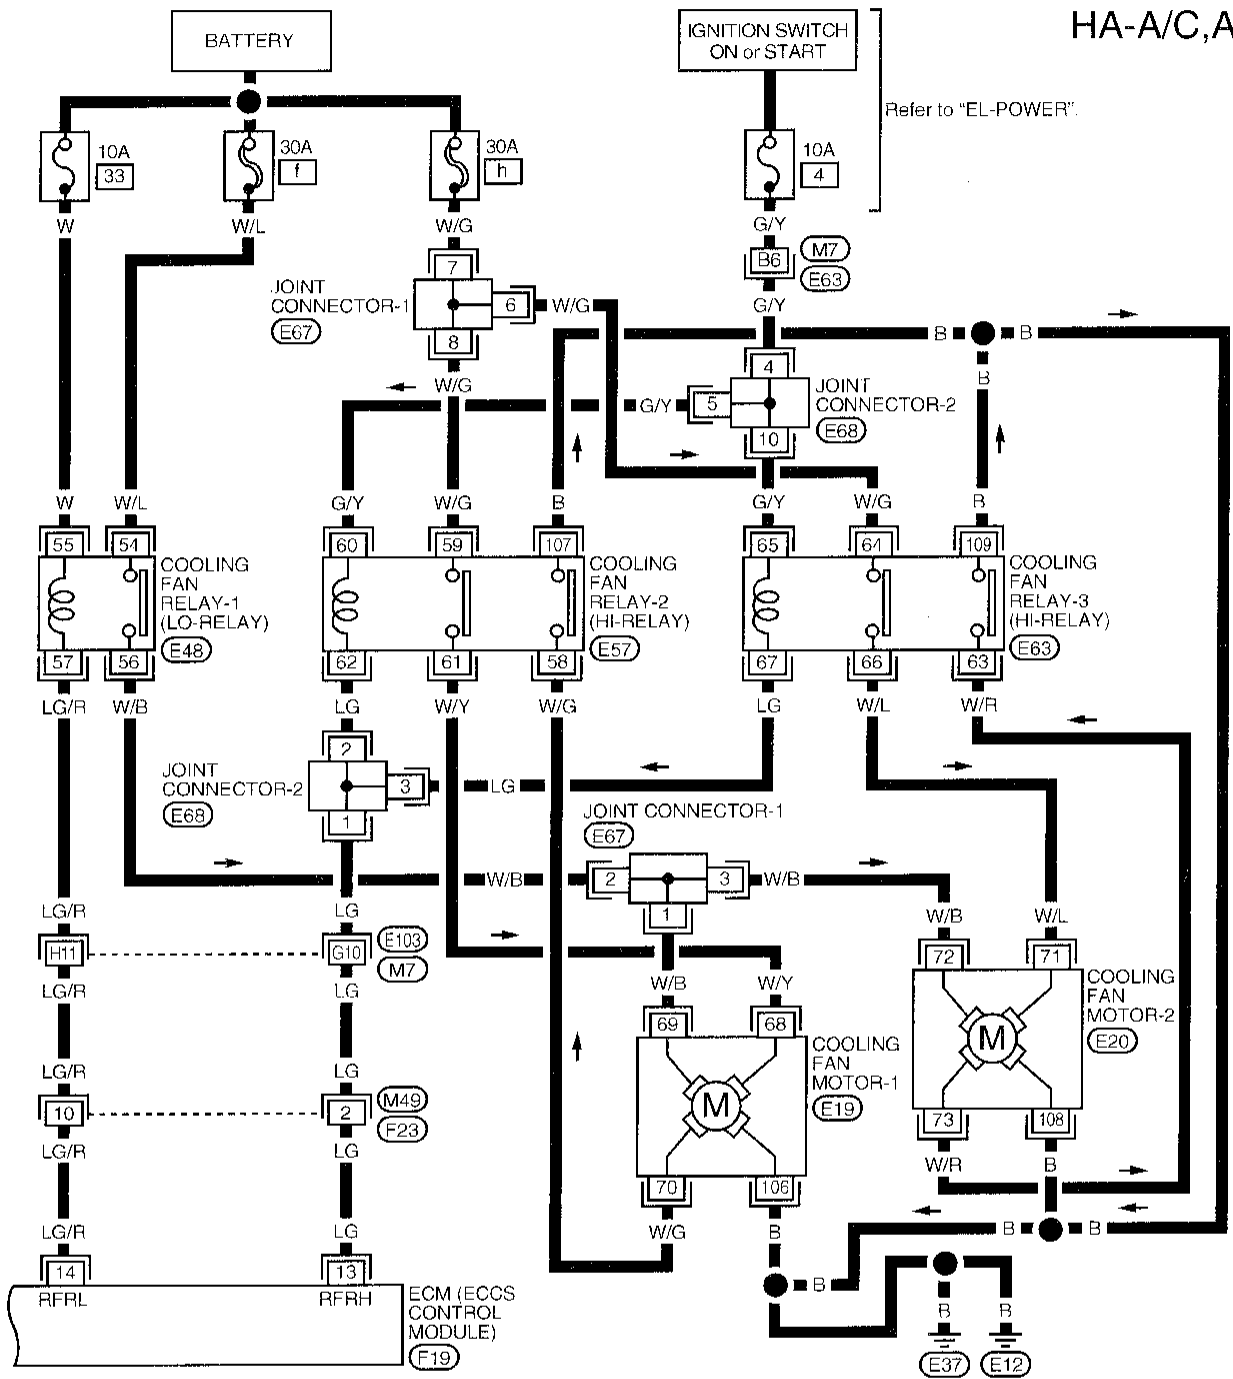 HA-A/C,A
BATTERY
IGNITION SWITCH
ON or START
Refer to "EL-POWER".
10A
33
30A
f
30A
h
10A
4
W
W/L
W/G
G/Y
B6
M7
E63
G/Y
7
JOINT
CONNECTOR-1
E67
6
W/G
8
W/G
B
B
B
4
G/Y
5
JOINT
CONNECTOR-2
E68
10
W
W/L
G/Y
W/G
B
G/Y
W/G
B
55
54
60
59
107
65
64
109
COOLING
FAN
RELAY-1
(LO-RELAY)
E48
COOLING
FAN
RELAY-2
(HI-RELAY)
E57
COOLING
FAN
RELAY-3
(HI-RELAY)
E63
57
56
62
61
58
67
66
63
LG/R
W/B
LG
W/Y
W/G
LG
W/L
W/R
2
JOINT
CONNECTOR-2
E68
3
LG
1
JOINT CONNECTOR-1
E67
W/B
2
3
W/B
1
LG/R
LG
W/B
W/L
H11
G10
E103
M7
72
71
LG/R
LG
W/B
W/Y
COOLING
FAN
MOTOR-2
E20
M
69
68
COOLING
FAN
MOTOR-1
E19
M
LG/R
LG
10
2
M49
F23
73
108
LG/R
LG
W/R
B
70
106
LG/R
LG
W/G
B
B
B
14
13
B
RFRL
RFRH
ECM (ECCS
CONTROL
MODULE)
F19
B
B
E37
E12